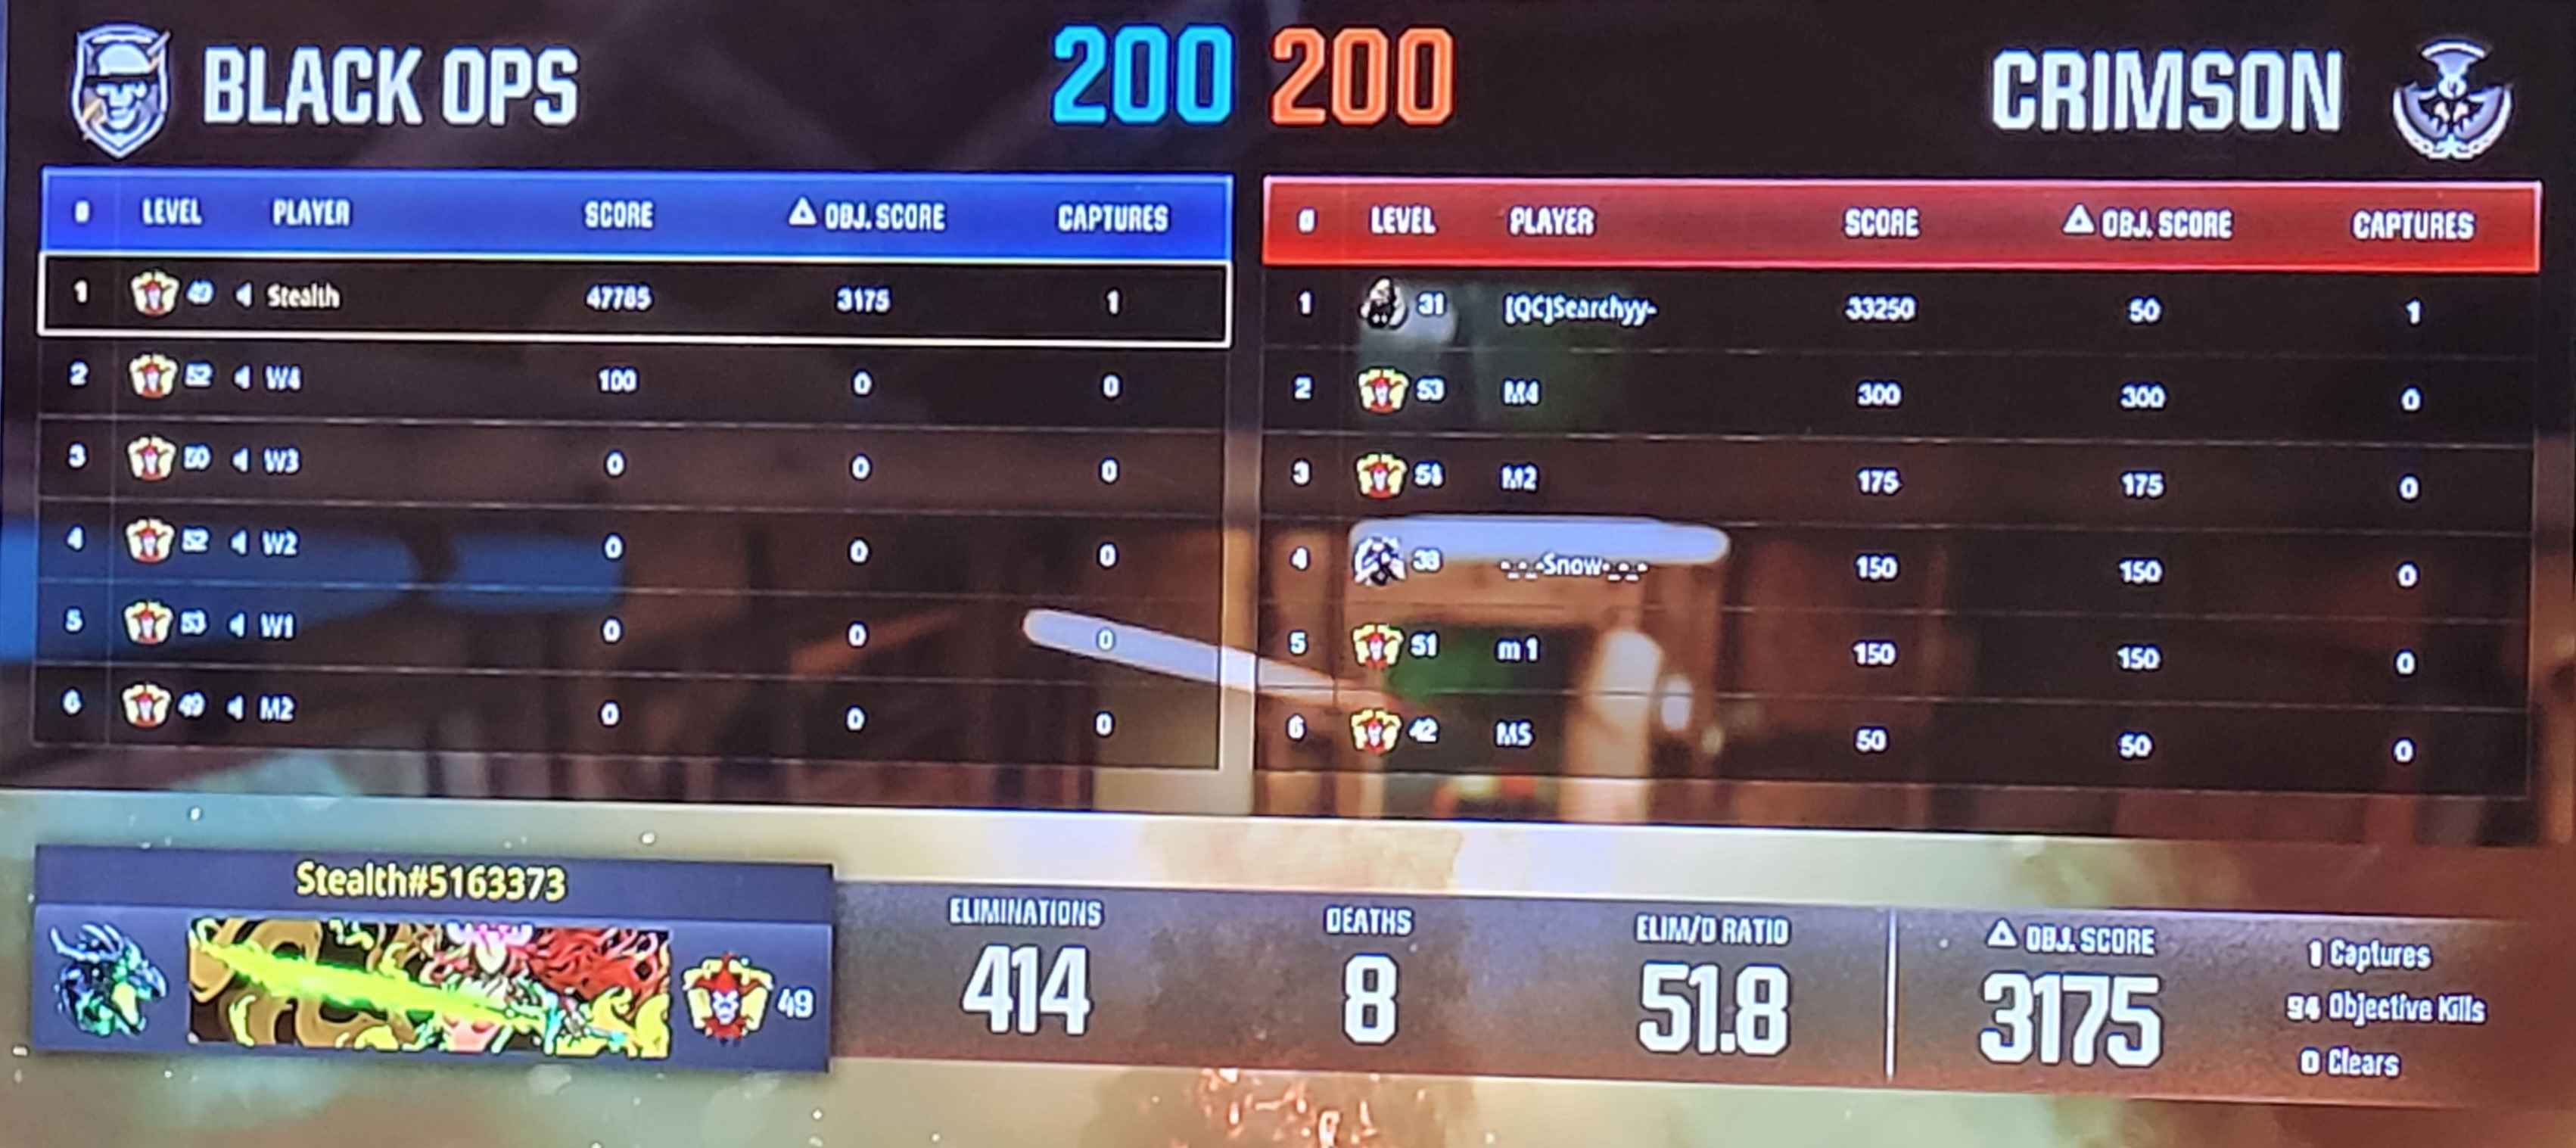 BLACK OPS 200 200 CRIMSON
# LEVEL PLAYER SCORE OBJ. SCORE CAPTURES
1 49 Stealth 47785 3175 1
2 52 W4 100 0 0
3 50 W3 0 0 0
4 52 W2 0 0 0
5 53 W1 0 0 0
6 49 M2 0 0 0
# LEVEL PLAYER SCORE OBJ. SCORE CAPTURES
1 31 [QC]Searchyy- 33250 50 1
2 53 M4 300 300 0
3 M2 175 175 0
4 -_-_-Snow-_-_- 150 150 0
5 51 m1 150 150 0
6 42 M5 50 50 0
Stealth#5163373
49
ELIMINATIONS
414
DEATHS
8
ELIM/D RATIO
51.8
OBJ. SCORE
3175
1 Captures
94 Objective Kills
0 Clears